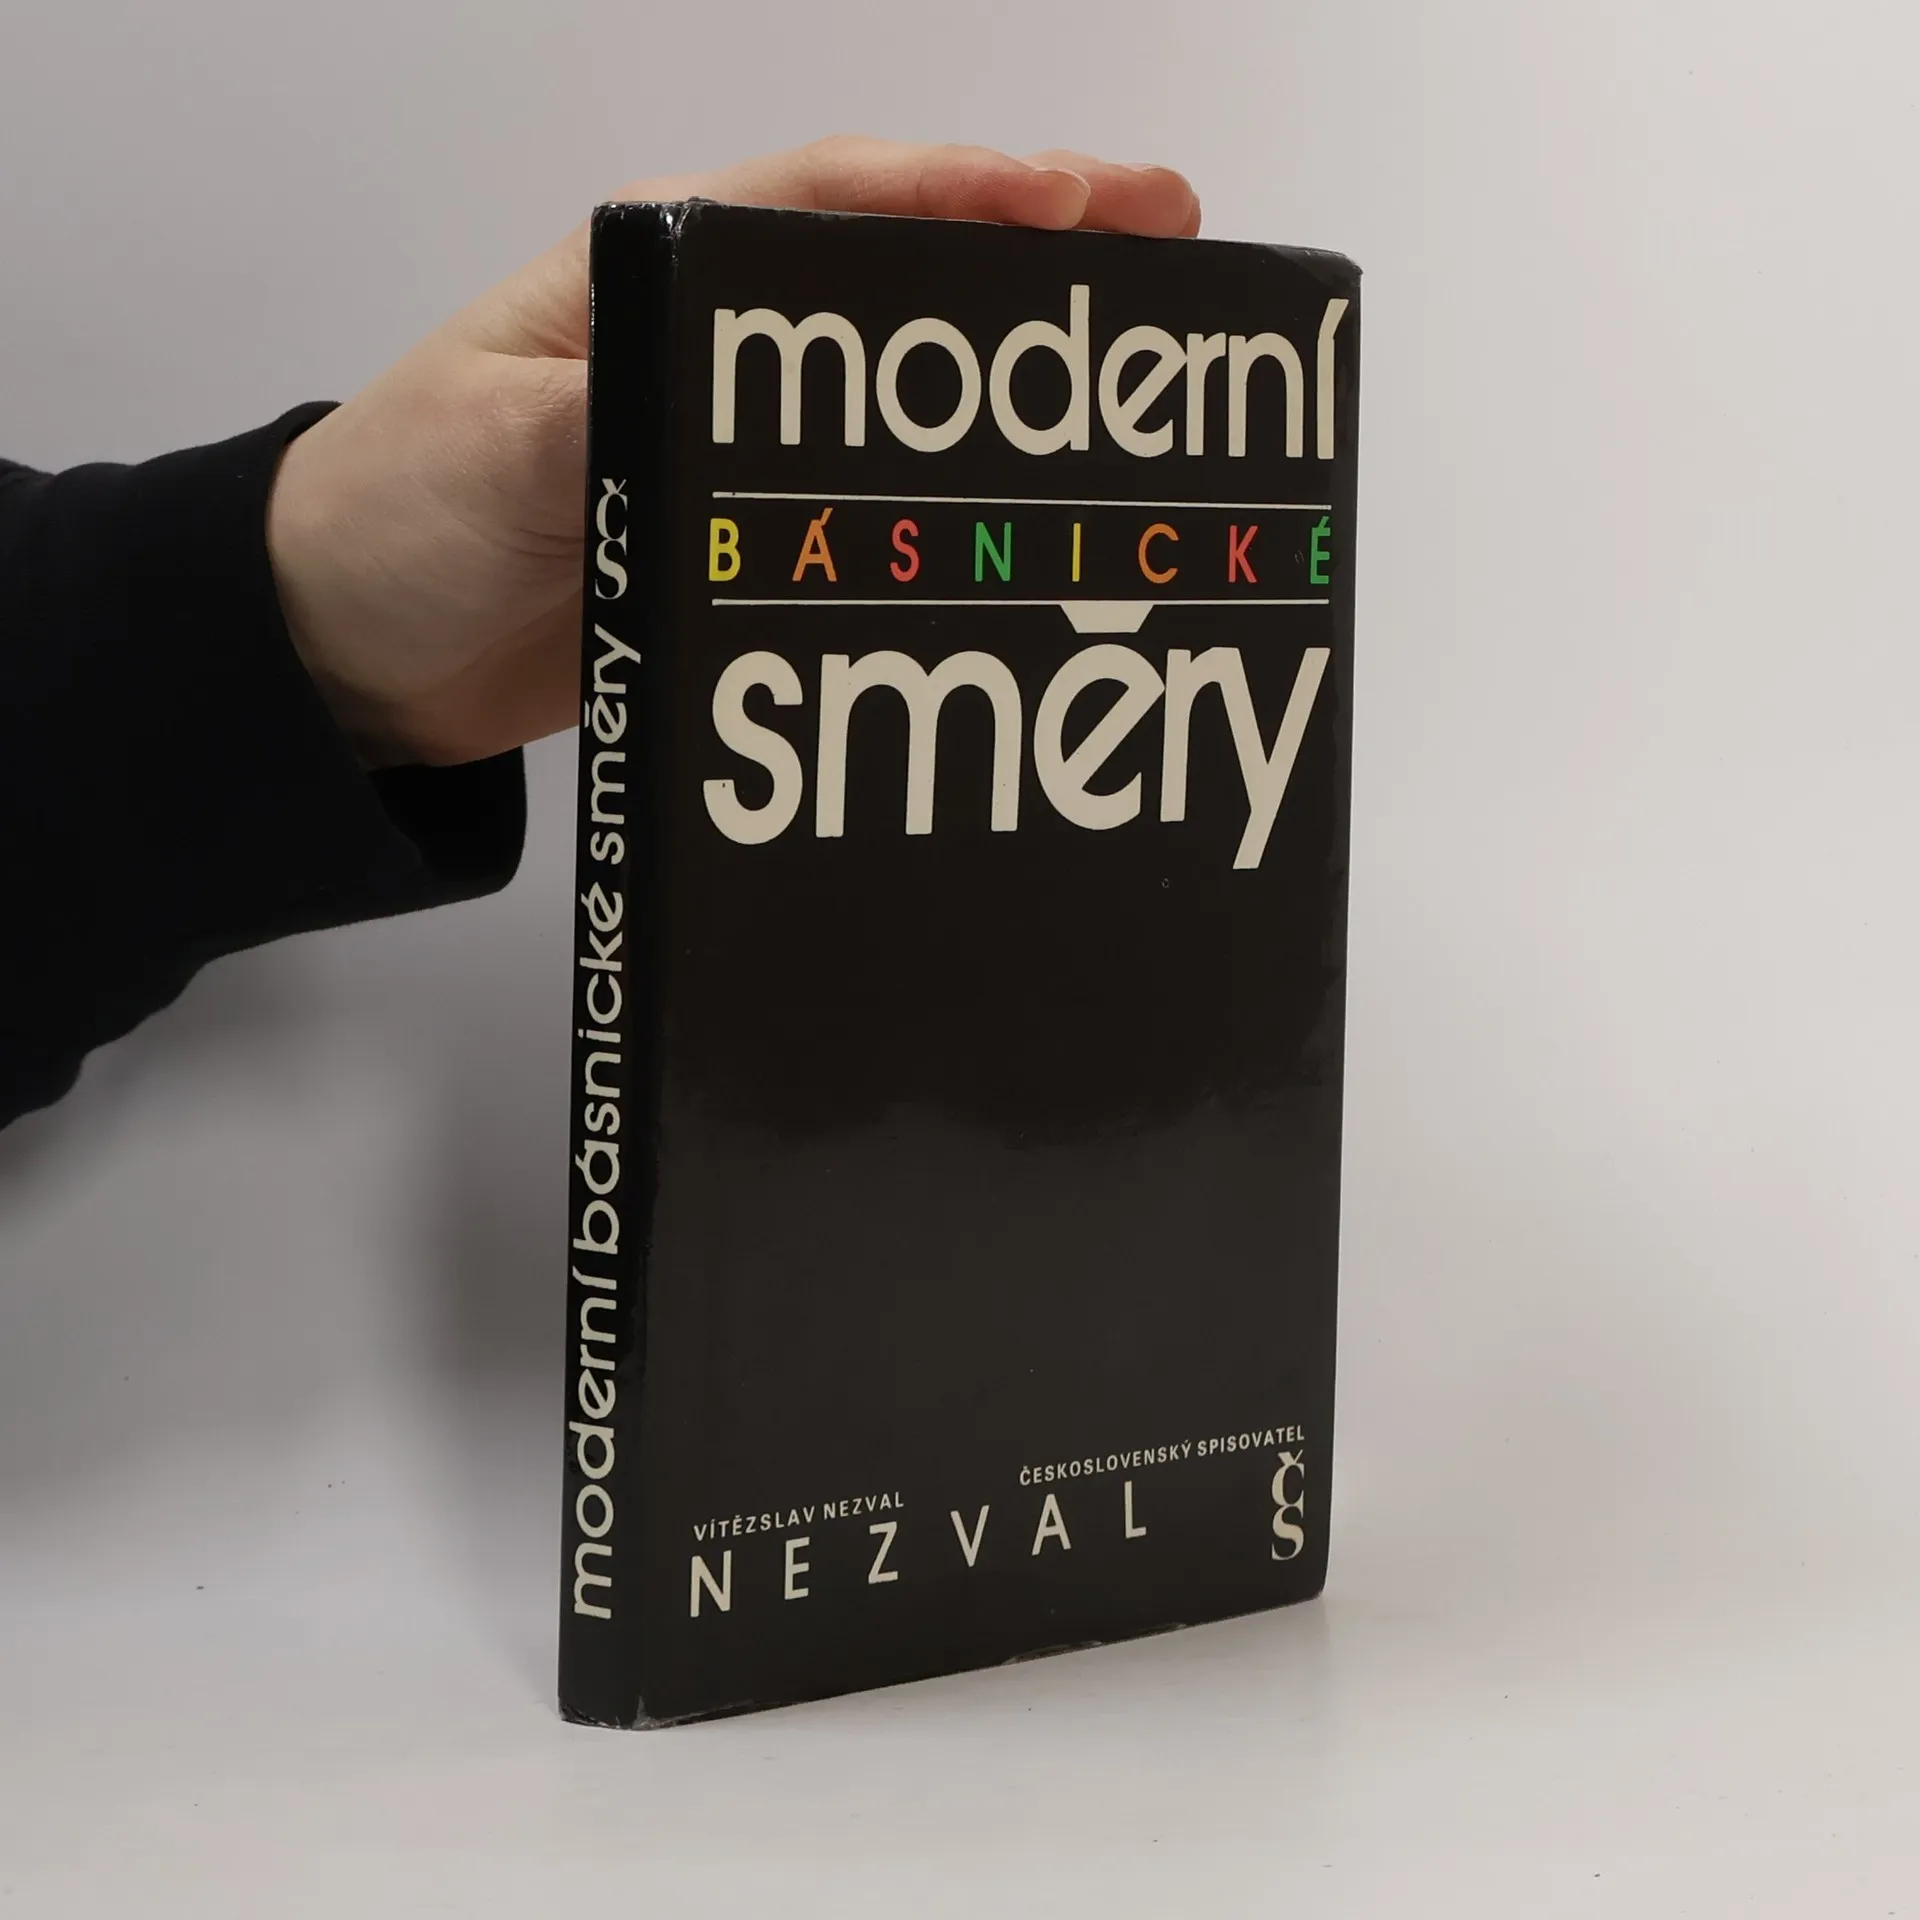 moderní básnické směry ČS
moderní
BÁSNICKÉ
směry
ČESKOSLOVENSKÝ SPISOVATEL
VÍTĚZSLAV NEZVAL
NEZVAL
ČS